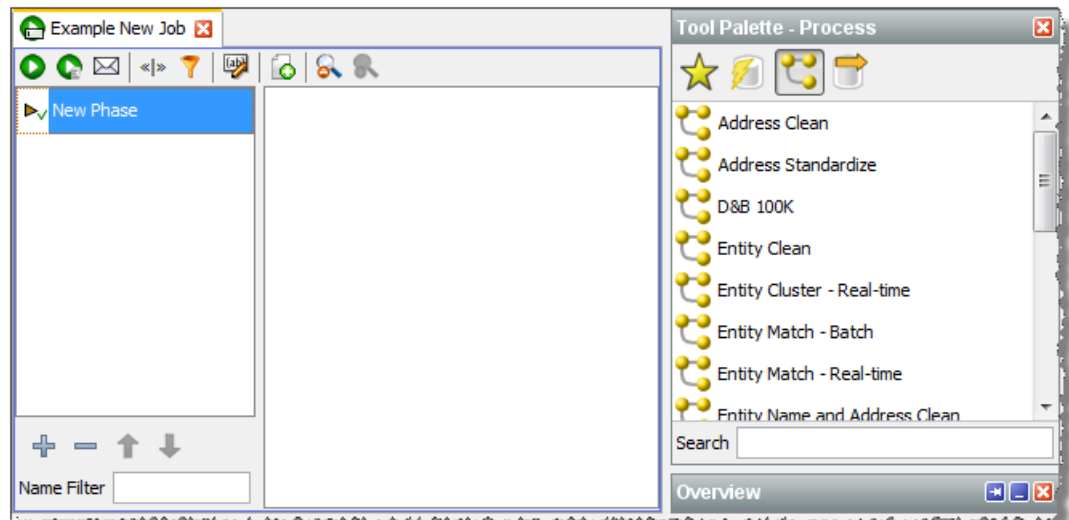 Example New Job
New Phase
Name Filter
Tool Palette - Process
Address Clean
Address Standardize
D&B 100K
Entity Clean
Entity Cluster - Real-time
Entity Match - Batch
Entity Match - Real-time
Entity Name and Address Clean
Search
Overview